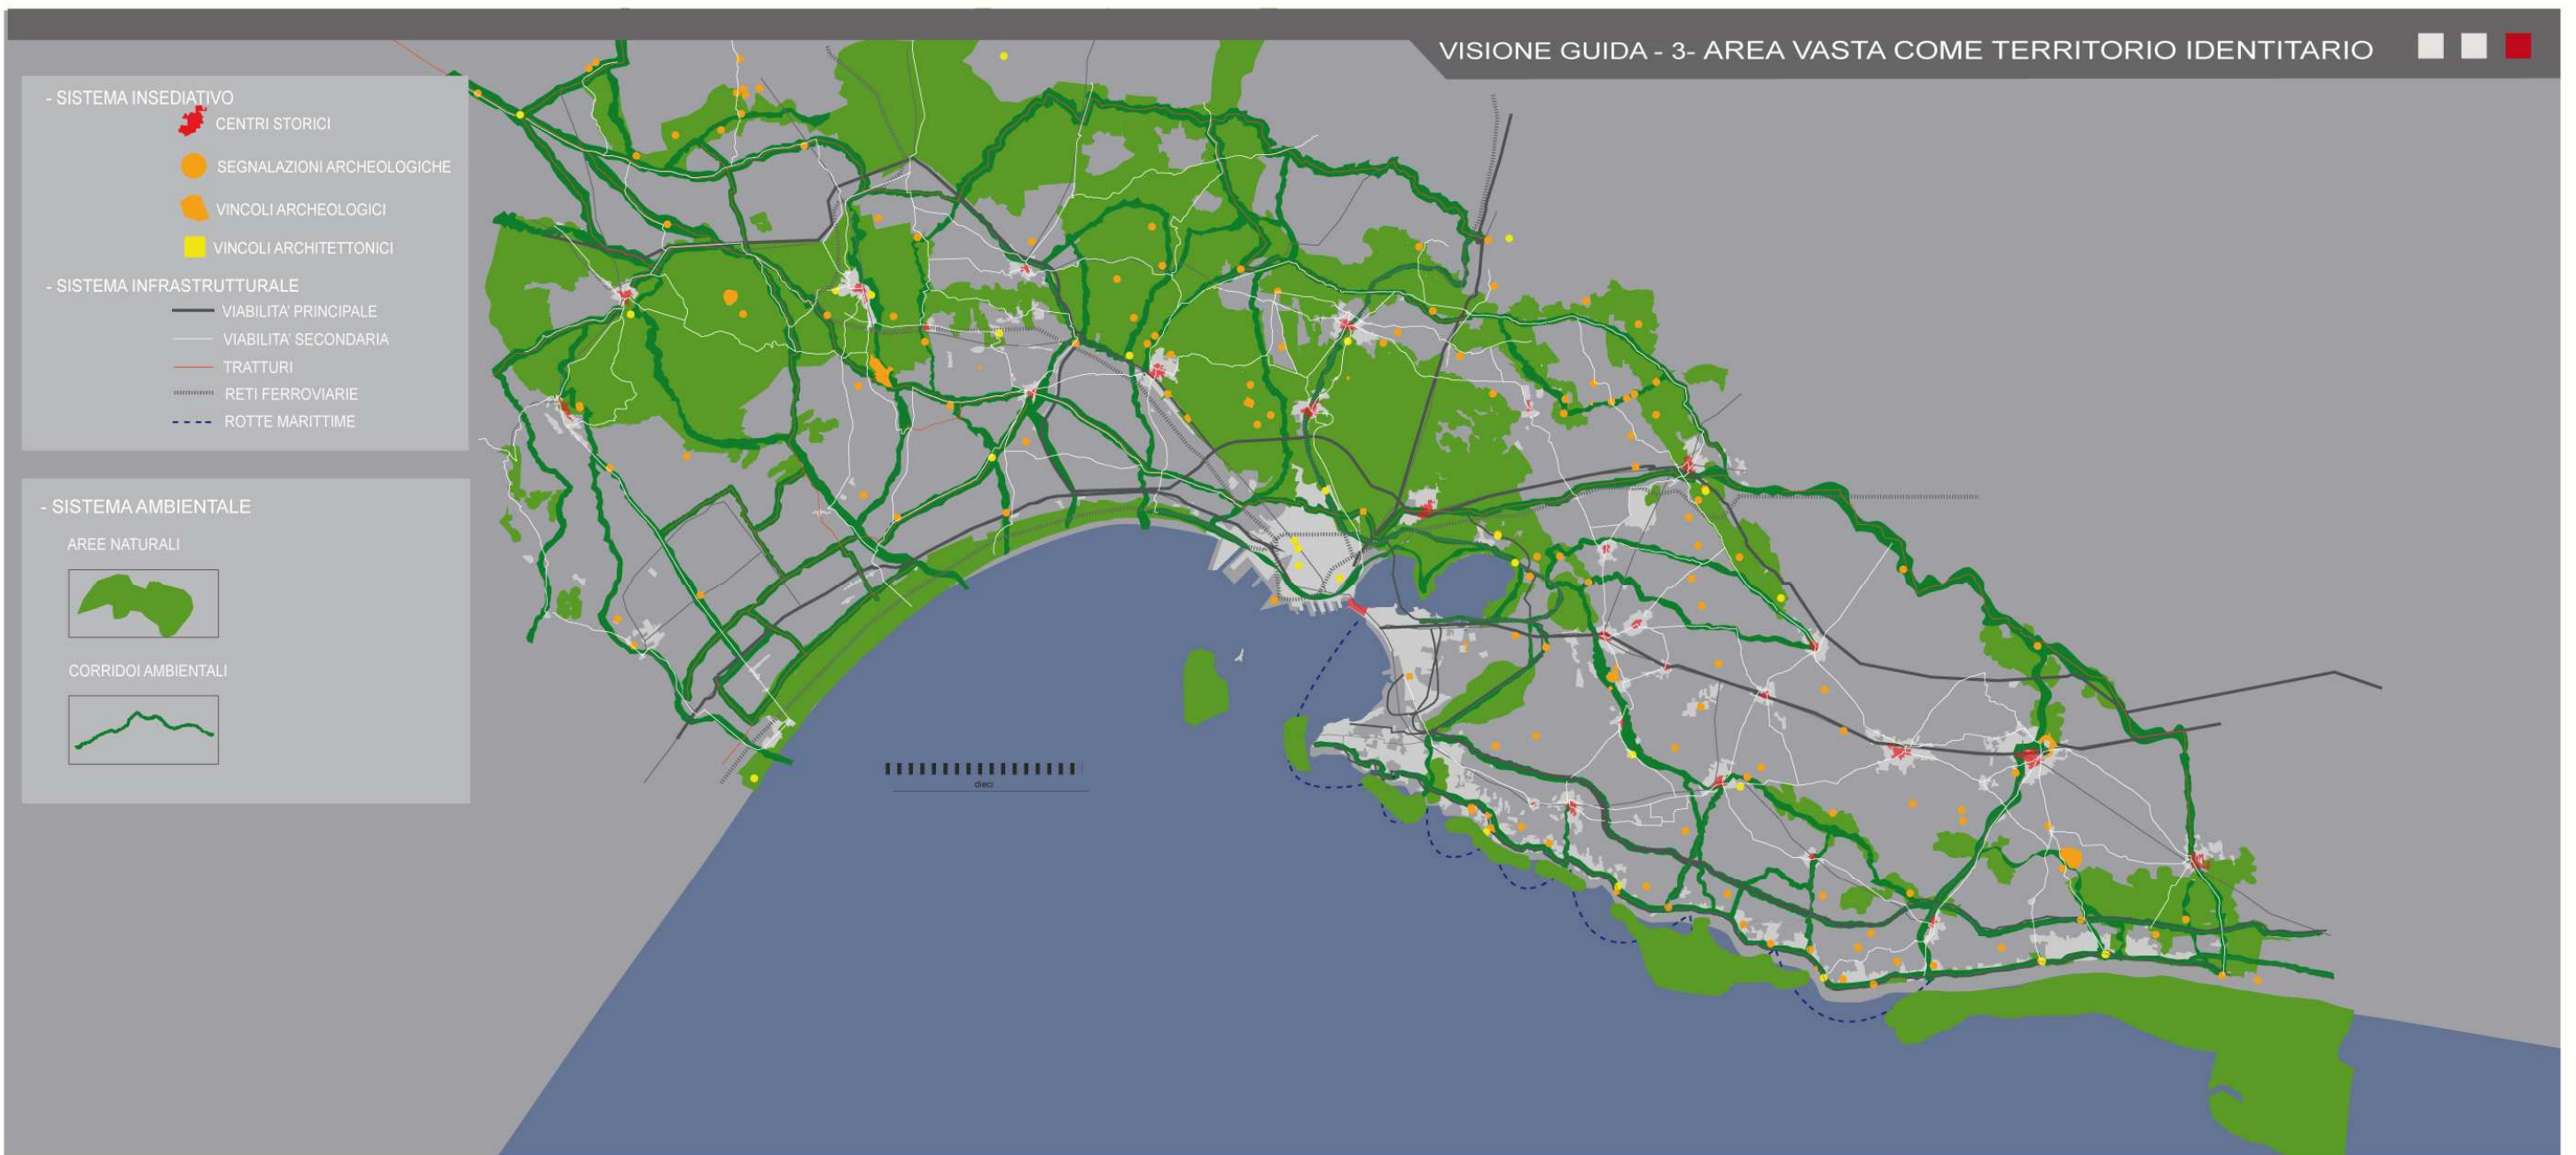 VISIONE GUIDA - 3- AREA VASTA COME TERRITORIO IDENTITARIO
- SISTEMA INSEDIATIVO
CENTRI STORICI
SEGNALAZIONI ARCHEOLOGICHE
VINCOLI ARCHEOLOGICI
VINCOLI ARCHITETTONICI
- SISTEMA INFRASTRUTTURALE
VIABILITA' PRINCIPALE
VIABILITA' SECONDARIA
TRATTURI
RETI FERROVIARIE
ROTTE MARITTIME
- SISTEMA AMBIENTALE
AREE NATURALI
CORRIDOI AMBIENTALI
dieci